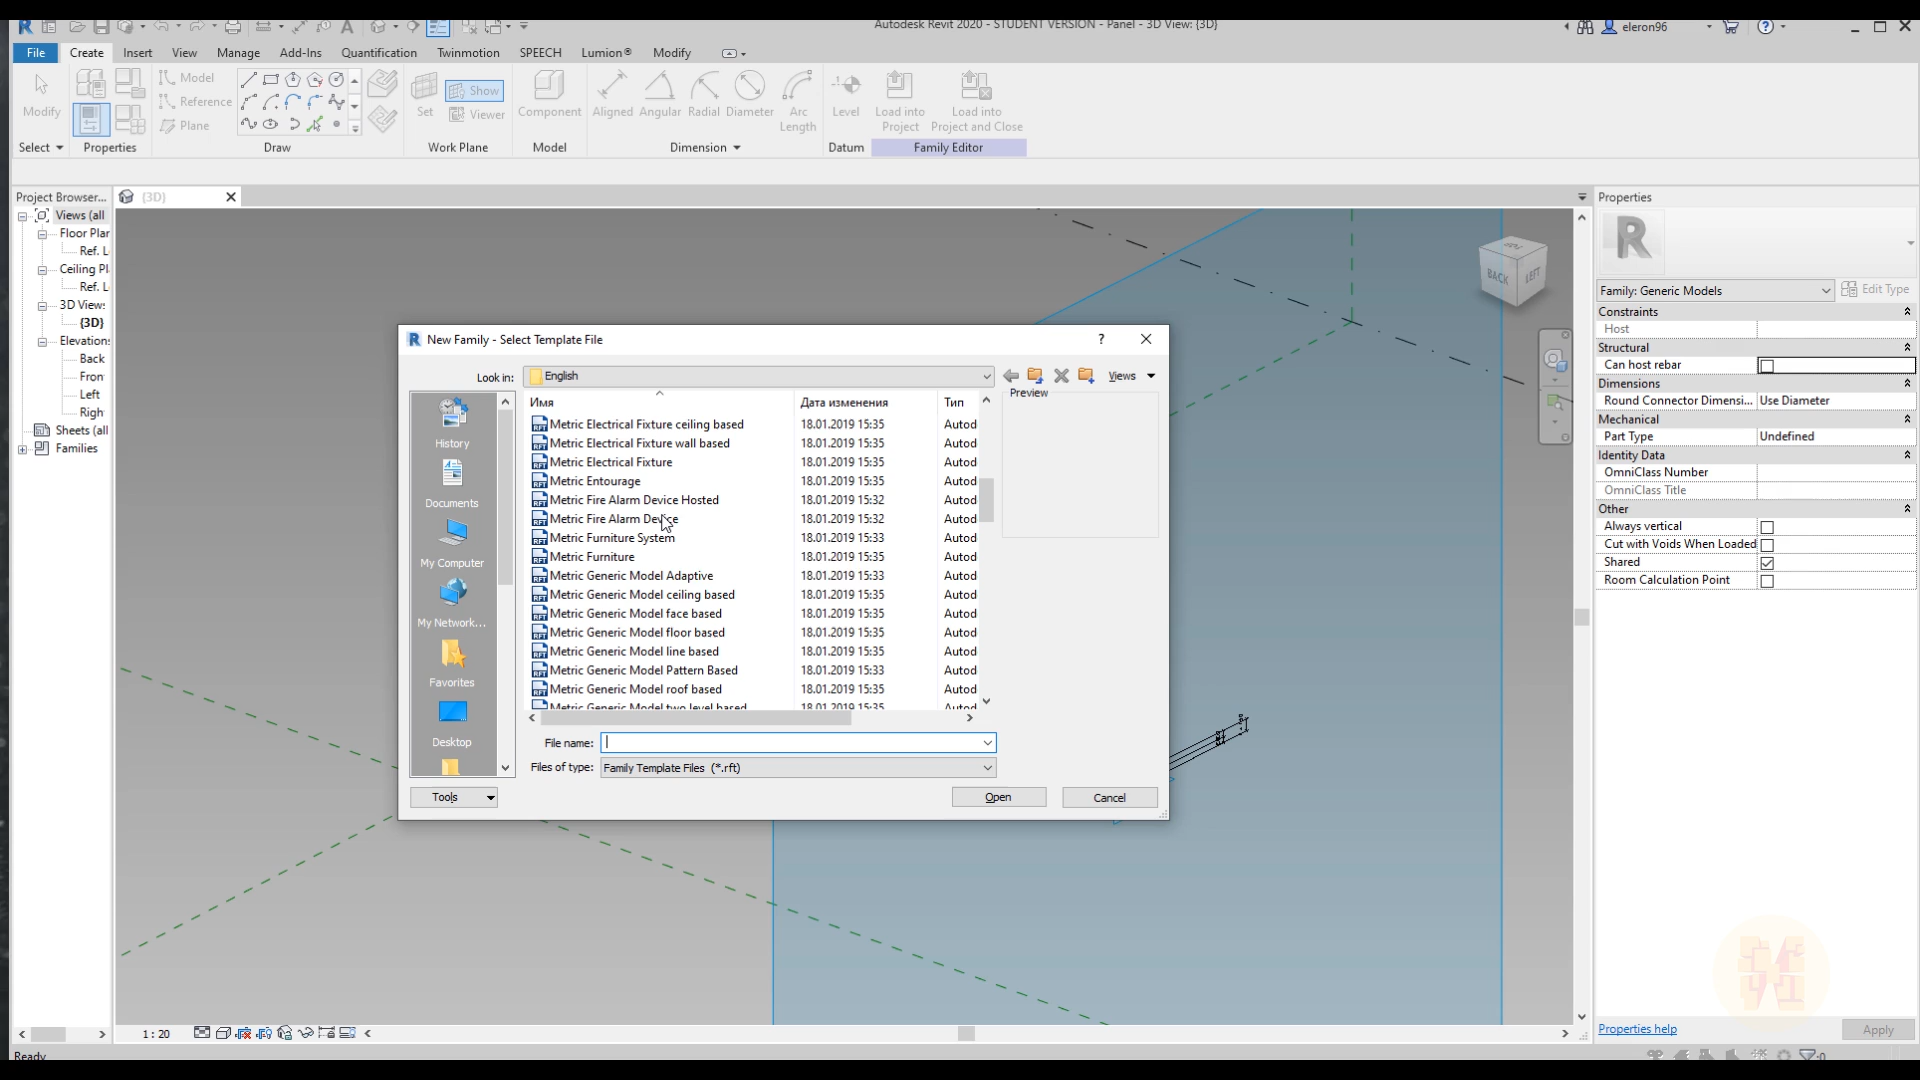 Autodesk Revit 2020 - STUDENT VERSION - Panel - 3D View: {3D}
eleron96
File Create Insert View Manage Add-Ins Quantification Twinmotion SPEECH Lumion® Modify
Modify
Model
Reference
Plane
Set
Show
Viewer
Component
Aligned Angular Radial Diameter Arc Length
Level
Load into Project
Load into Project and Close
Select Properties Draw Work Plane Model Dimension Datum Family Editor
Project Browser...
{3D}
Properties
Views (all
Floor Plan
Ref. L
Ceiling Pl
Ref. L
3D Views
{3D}
Elevations
Back
Fron
Left
Righ
Sheets (all
Families
BACK
LEFT
New Family - Select Template File
Look in: English
Views
Preview
Имя Дата изменения Тип
Metric Electrical Fixture ceiling based 18.01.2019 15:35 Autod
Metric Electrical Fixture wall based 18.01.2019 15:35 Autod
Metric Electrical Fixture 18.01.2019 15:35 Autod
Metric Entourage 18.01.2019 15:35 Autod
Metric Fire Alarm Device Hosted 18.01.2019 15:32 Autod
Metric Fire Alarm Device 18.01.2019 15:32 Autod
Metric Furniture System 18.01.2019 15:33 Autod
Metric Furniture 18.01.2019 15:35 Autod
Metric Generic Model Adaptive 18.01.2019 15:33 Autod
Metric Generic Model ceiling based 18.01.2019 15:35 Autod
Metric Generic Model face based 18.01.2019 15:35 Autod
Metric Generic Model floor based 18.01.2019 15:35 Autod
Metric Generic Model line based 18.01.2019 15:35 Autod
Metric Generic Model Pattern Based 18.01.2019 15:33 Autod
Metric Generic Model roof based 18.01.2019 15:35 Autod
Metric Generic Model two level based 18.01.2019 15:35 Autod
History
Documents
My Computer
My Network...
Favorites
Desktop
File name:
Files of type: Family Template Files (*.rft)
Tools
Open
Cancel
Family: Generic Models
Edit Type
Constraints
Host
Structural
Can host rebar
Dimensions
Round Connector Dimensi... Use Diameter
Mechanical
Part Type Undefined
Identity Data
OmniClass Number
OmniClass Title
Other
Always vertical
Cut with Voids When Loaded
Shared
Room Calculation Point
Properties help
Apply
1 : 20
Ready
:0